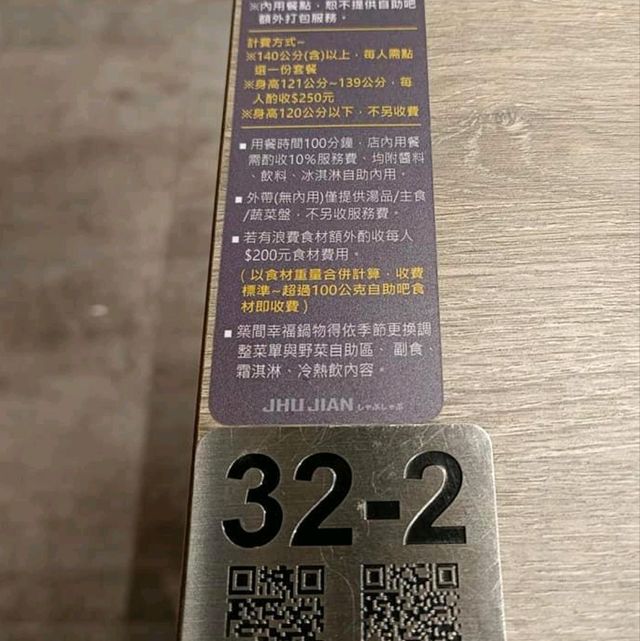 ※內用餐點，恕不提供自助吧
額外打包服務。
計費方式~
※140公分(含)以上，每人需點
選一份套餐
※身高121公分~139公分，每
人酌收$250元
※身高120公分以下，不另收費
■ 用餐時間100分鐘，店內用餐
需酌收10%服務費、均附醬料
、飲料、冰淇淋自助內用。
■ 外帶(無內用)僅提供湯品/主食
/蔬菜盤，不另收服務費。
■ 若有浪費食材額外酌收每人
$200元食材費用。
(以食材重量合併計算，收費
標準~超過100公克自助吧食
材即收費)
■ 築間幸福鍋物得依季節更換調
整菜單與野菜自助區、副食、
霜淇淋、冷熱飲內容。
JHU JIAN しゃぶしゃぶ
32-2